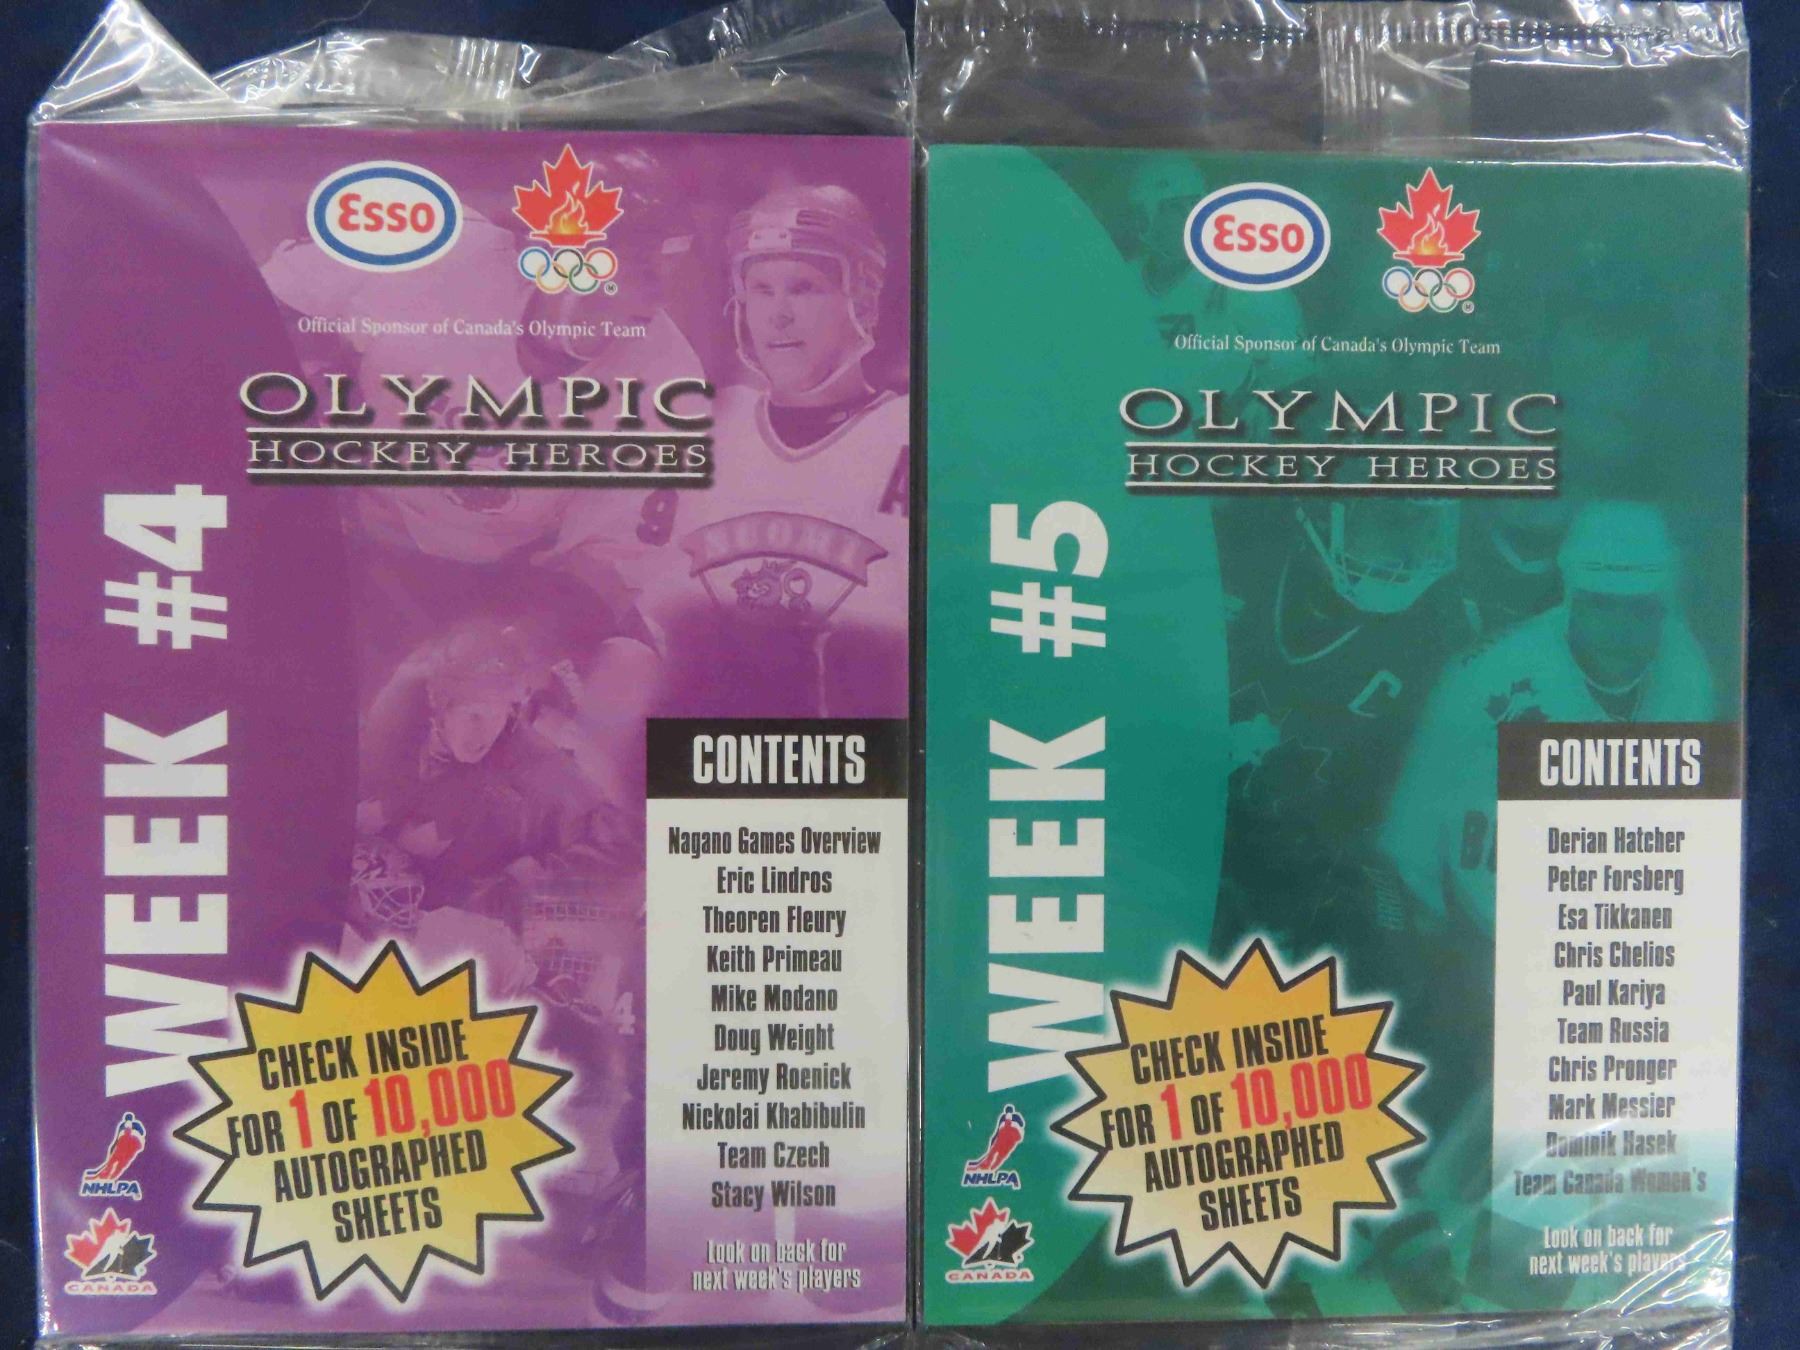 Esso
Official Sponsor of Canada's Olympic Team
OLYMPIC
HOCKEY HEROES
WEEK #4
SUOMI
A
9
CONTENTS
Nagano Games Overview
Eric Lindros
Theoren Fleury
Keith Primeau
Mike Modano
Doug Weight
Jeremy Roenick
Nickolai Khabibulin
Team Czech
Stacy Wilson
Look on back for
next week's players
CHECK INSIDE
FOR 1 OF 10,000
AUTOGRAPHED
SHEETS
NHLPA
CANADA
Esso
Official Sponsor of Canada's Olympic Team
OLYMPIC
HOCKEY HEROES
WEEK #5
C
CONTENTS
Derian Hatcher
Peter Forsberg
Esa Tikkanen
Chris Chelios
Paul Kariya
Team Russia
Chris Pronger
Mark Messier
Dominik Hasek
Team Canada Women's
Look on back for
next week's players
CHECK INSIDE
FOR 1 OF 10,000
AUTOGRAPHED
SHEETS
NHLPA
CANADA